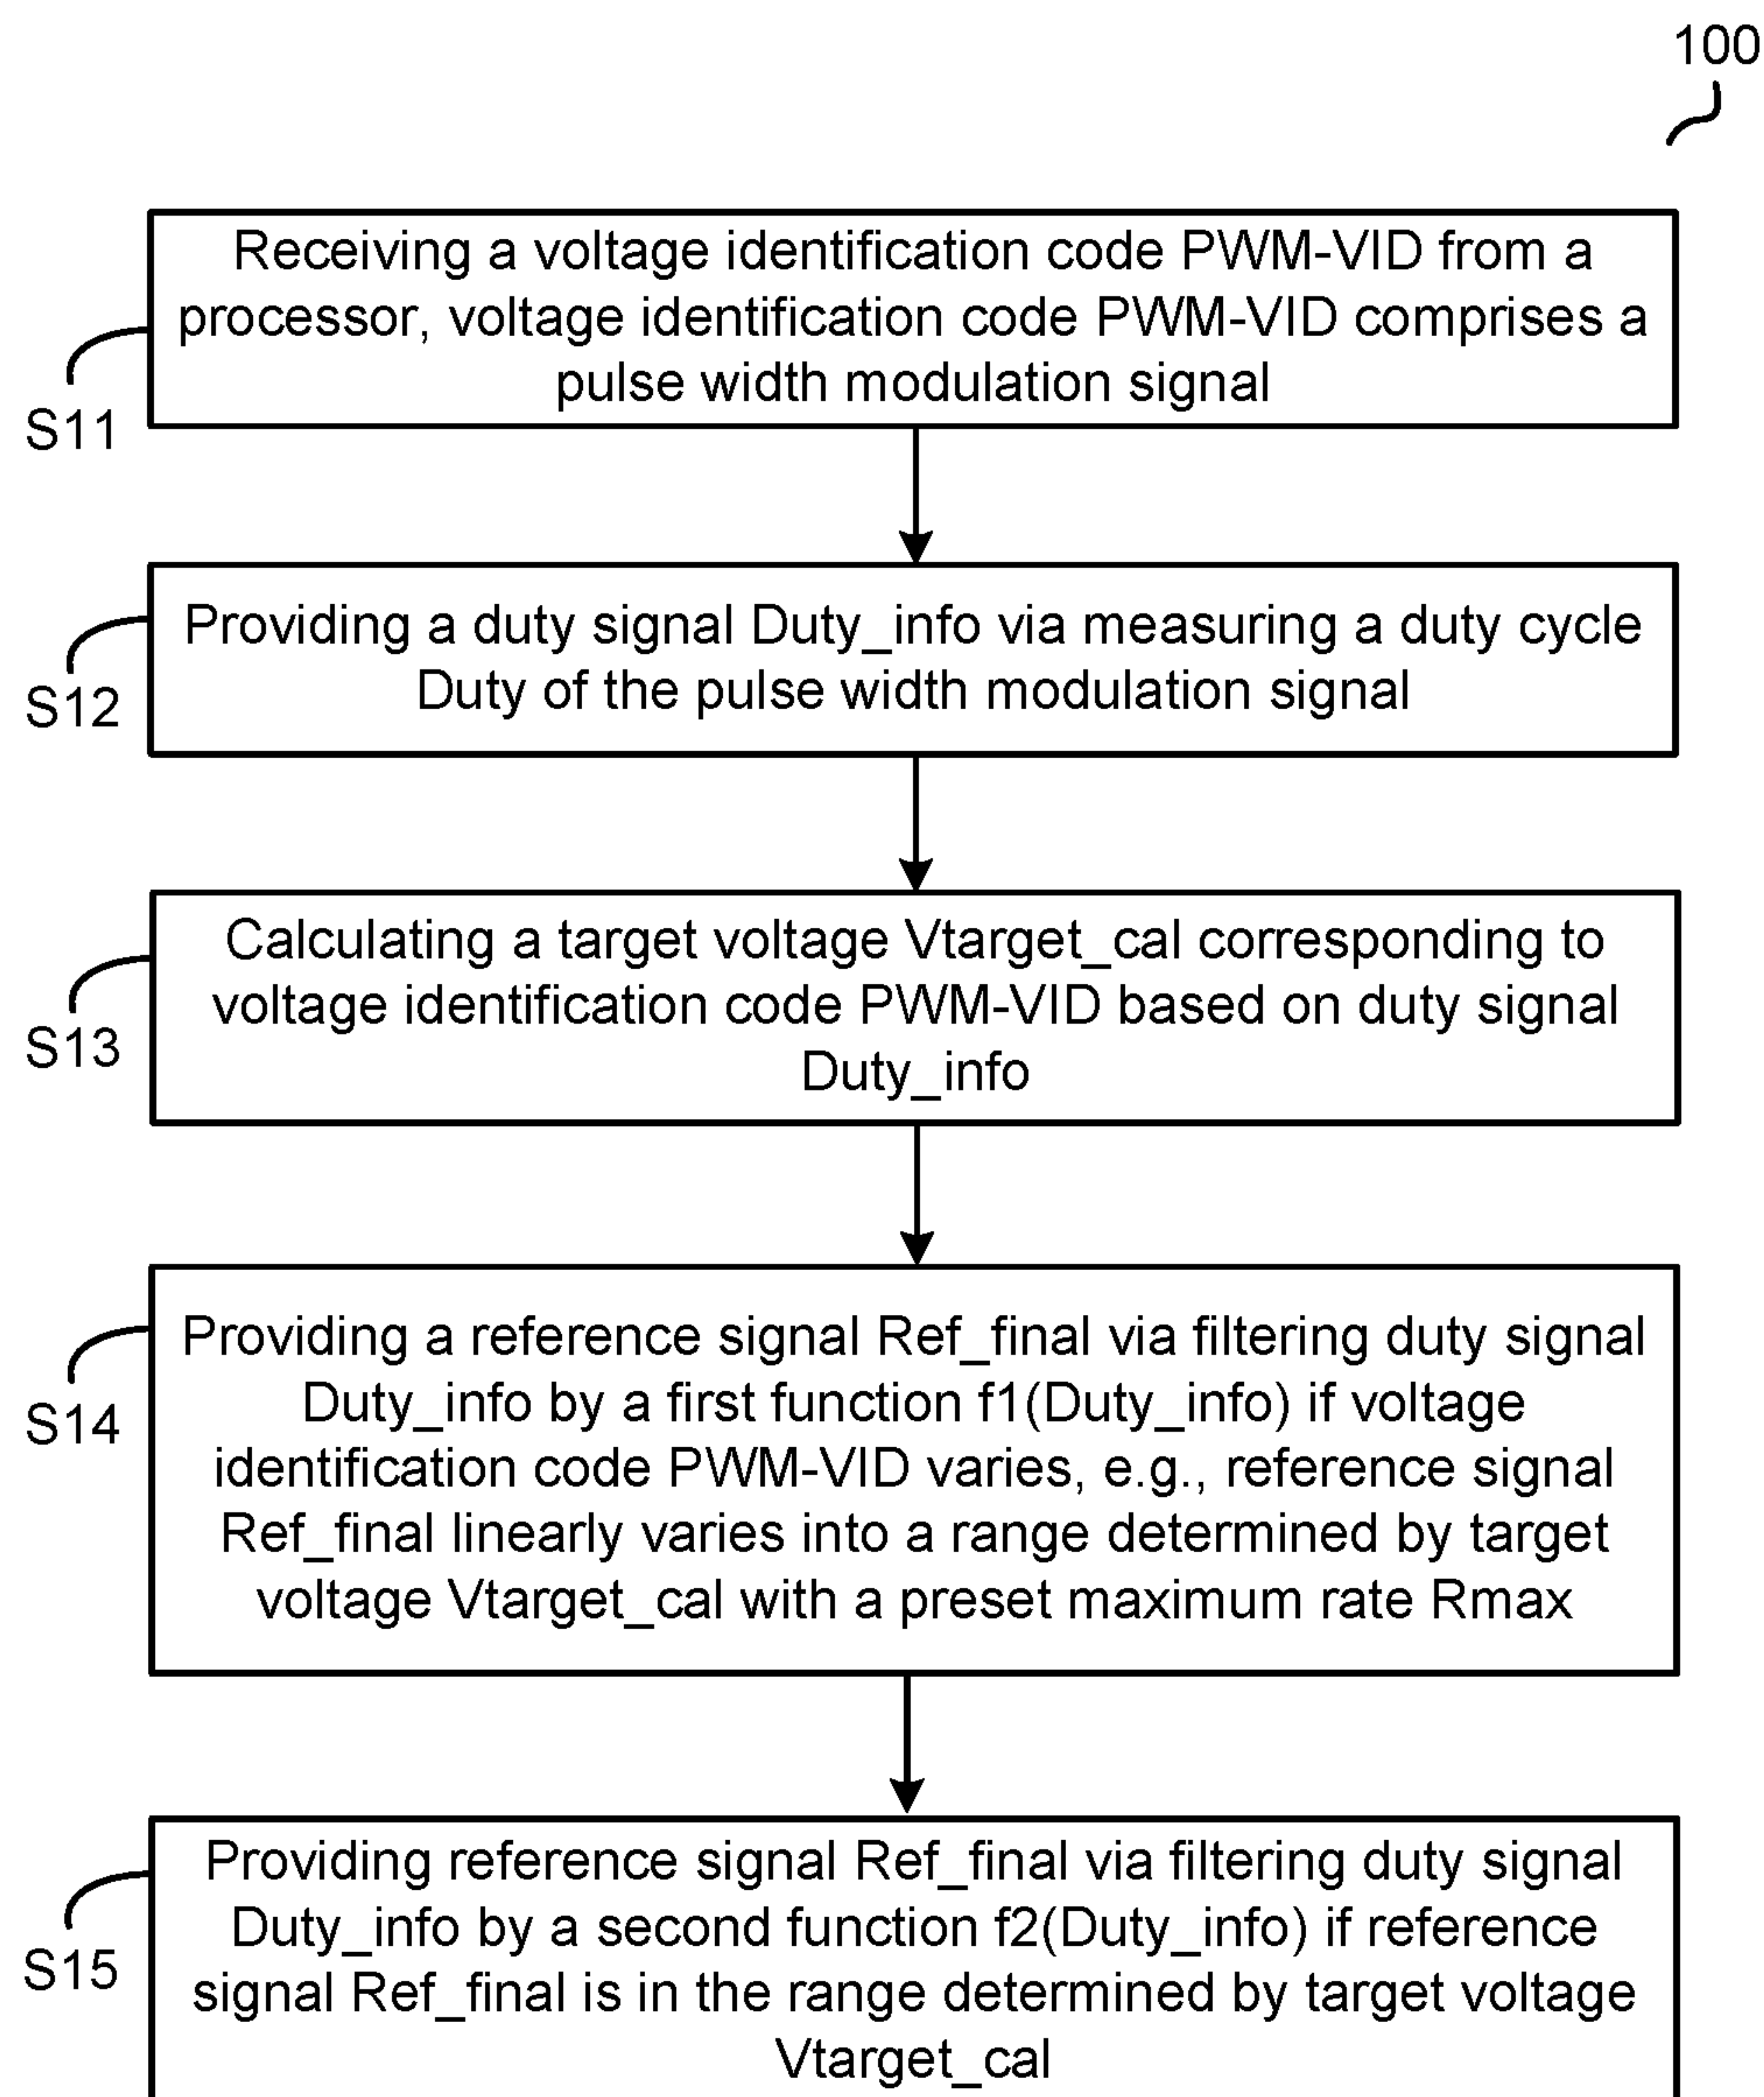 100
Receiving a voltage identification code PWM-VID from a
processor, voltage identification code PWM-VID comprises a
pulse width modulation signal
S11
Providing a duty signal Duty_info via measuring a duty cycle
Duty of the pulse width modulation signal
S12
Calculating a target voltage Vtarget_cal corresponding to
voltage identification code PWM-VID based on duty signal
Duty_info
S13
Providing a reference signal Ref_final via filtering duty signal
Duty_info by a first function f1(Duty_info) if voltage
identification code PWM-VID varies, e.g., reference signal
Ref_final linearly varies into a range determined by target
voltage Vtarget_cal with a preset maximum rate Rmax
S14
Providing reference signal Ref_final via filtering duty signal
Duty_info by a second function f2(Duty_info) if reference
signal Ref_final is in the range determined by target voltage
Vtarget_cal
S15